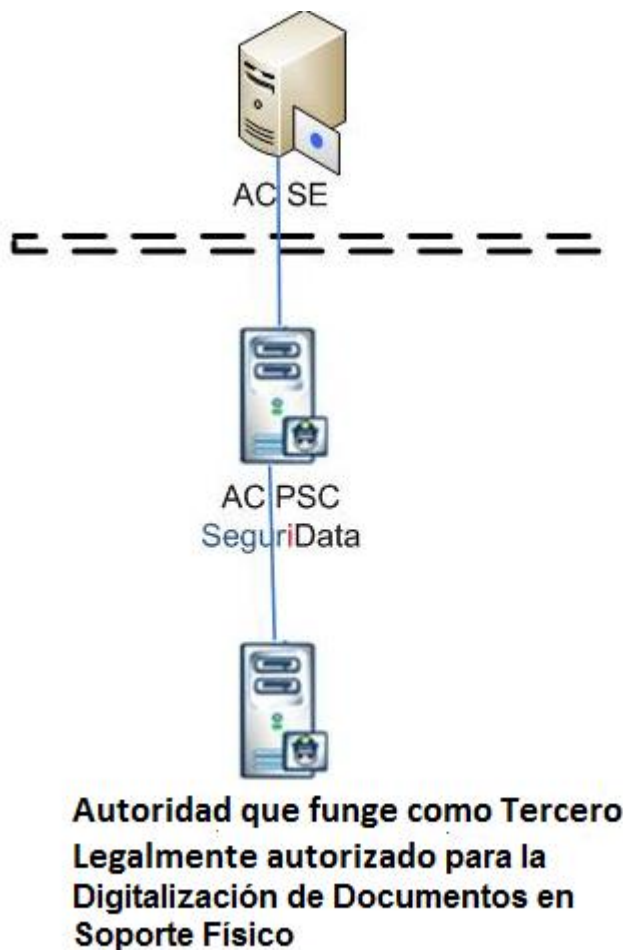 AC SE
AC PSC
SeguriData
Autoridad que funge como Tercero
Legalmente autorizado para la
Digitalización de Documentos en
Soporte Físico